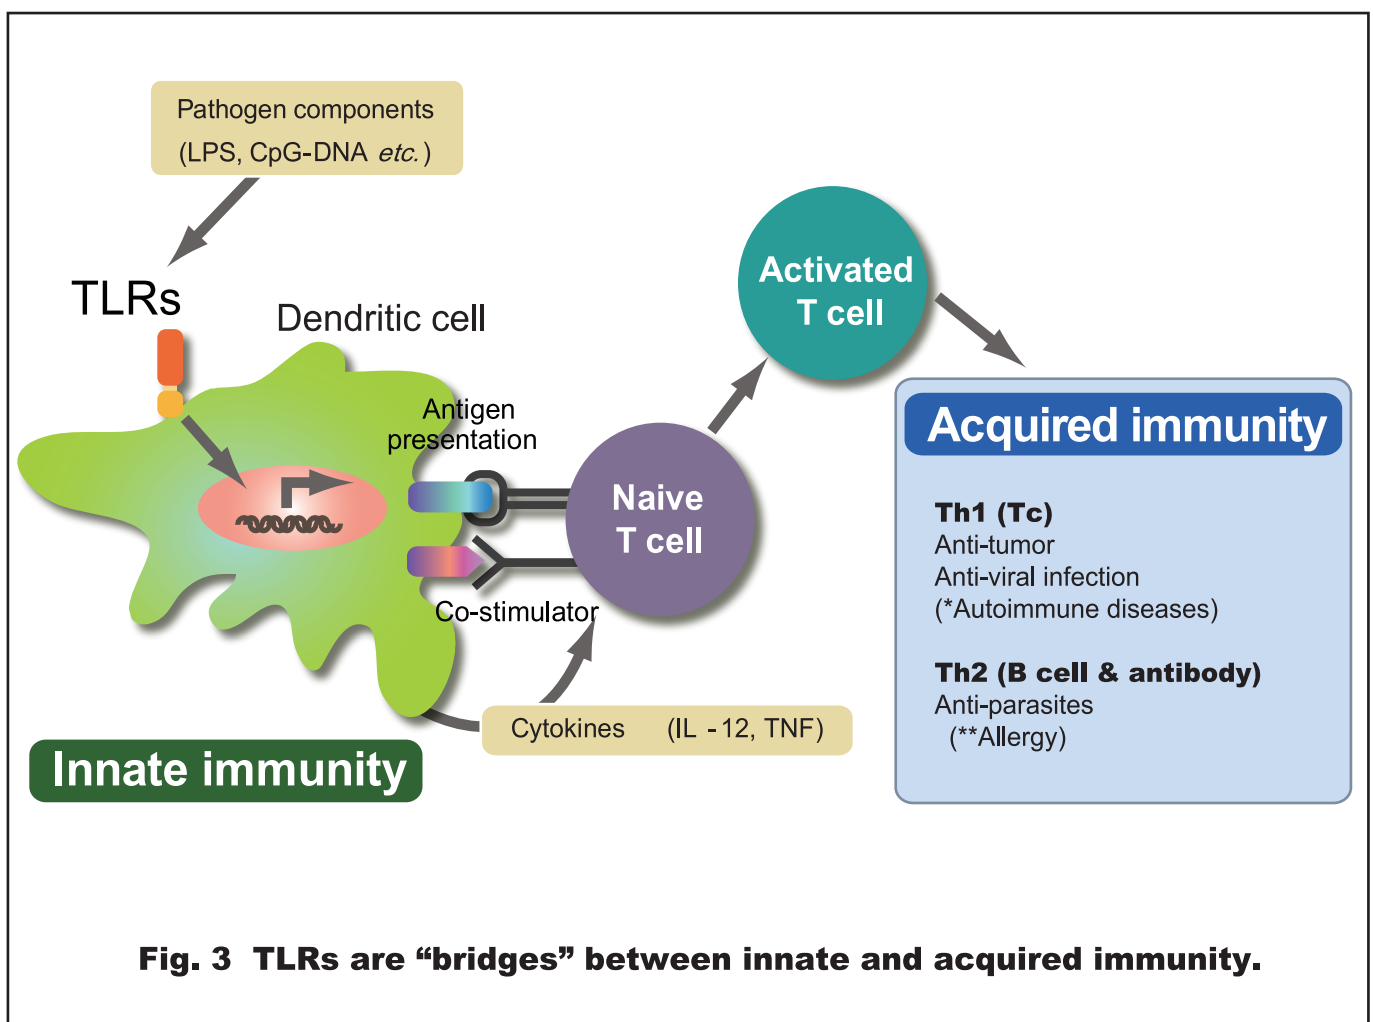 Pathogen components
(LPS, CpG-DNA etc.)
TLRs
Dendritic cell
Antigen
presentation
Co-stimulator
Naive
T cell
Activated
T cell
Cytokines (IL - 12, TNF)
Innate immunity
Acquired immunity
Th1 (Tc)
Anti-tumor
Anti-viral infection
(*Autoimmune diseases)
Th2 (B cell & antibody)
Anti-parasites
(**Allergy)
Fig. 3 TLRs are “bridges” between innate and acquired immunity.